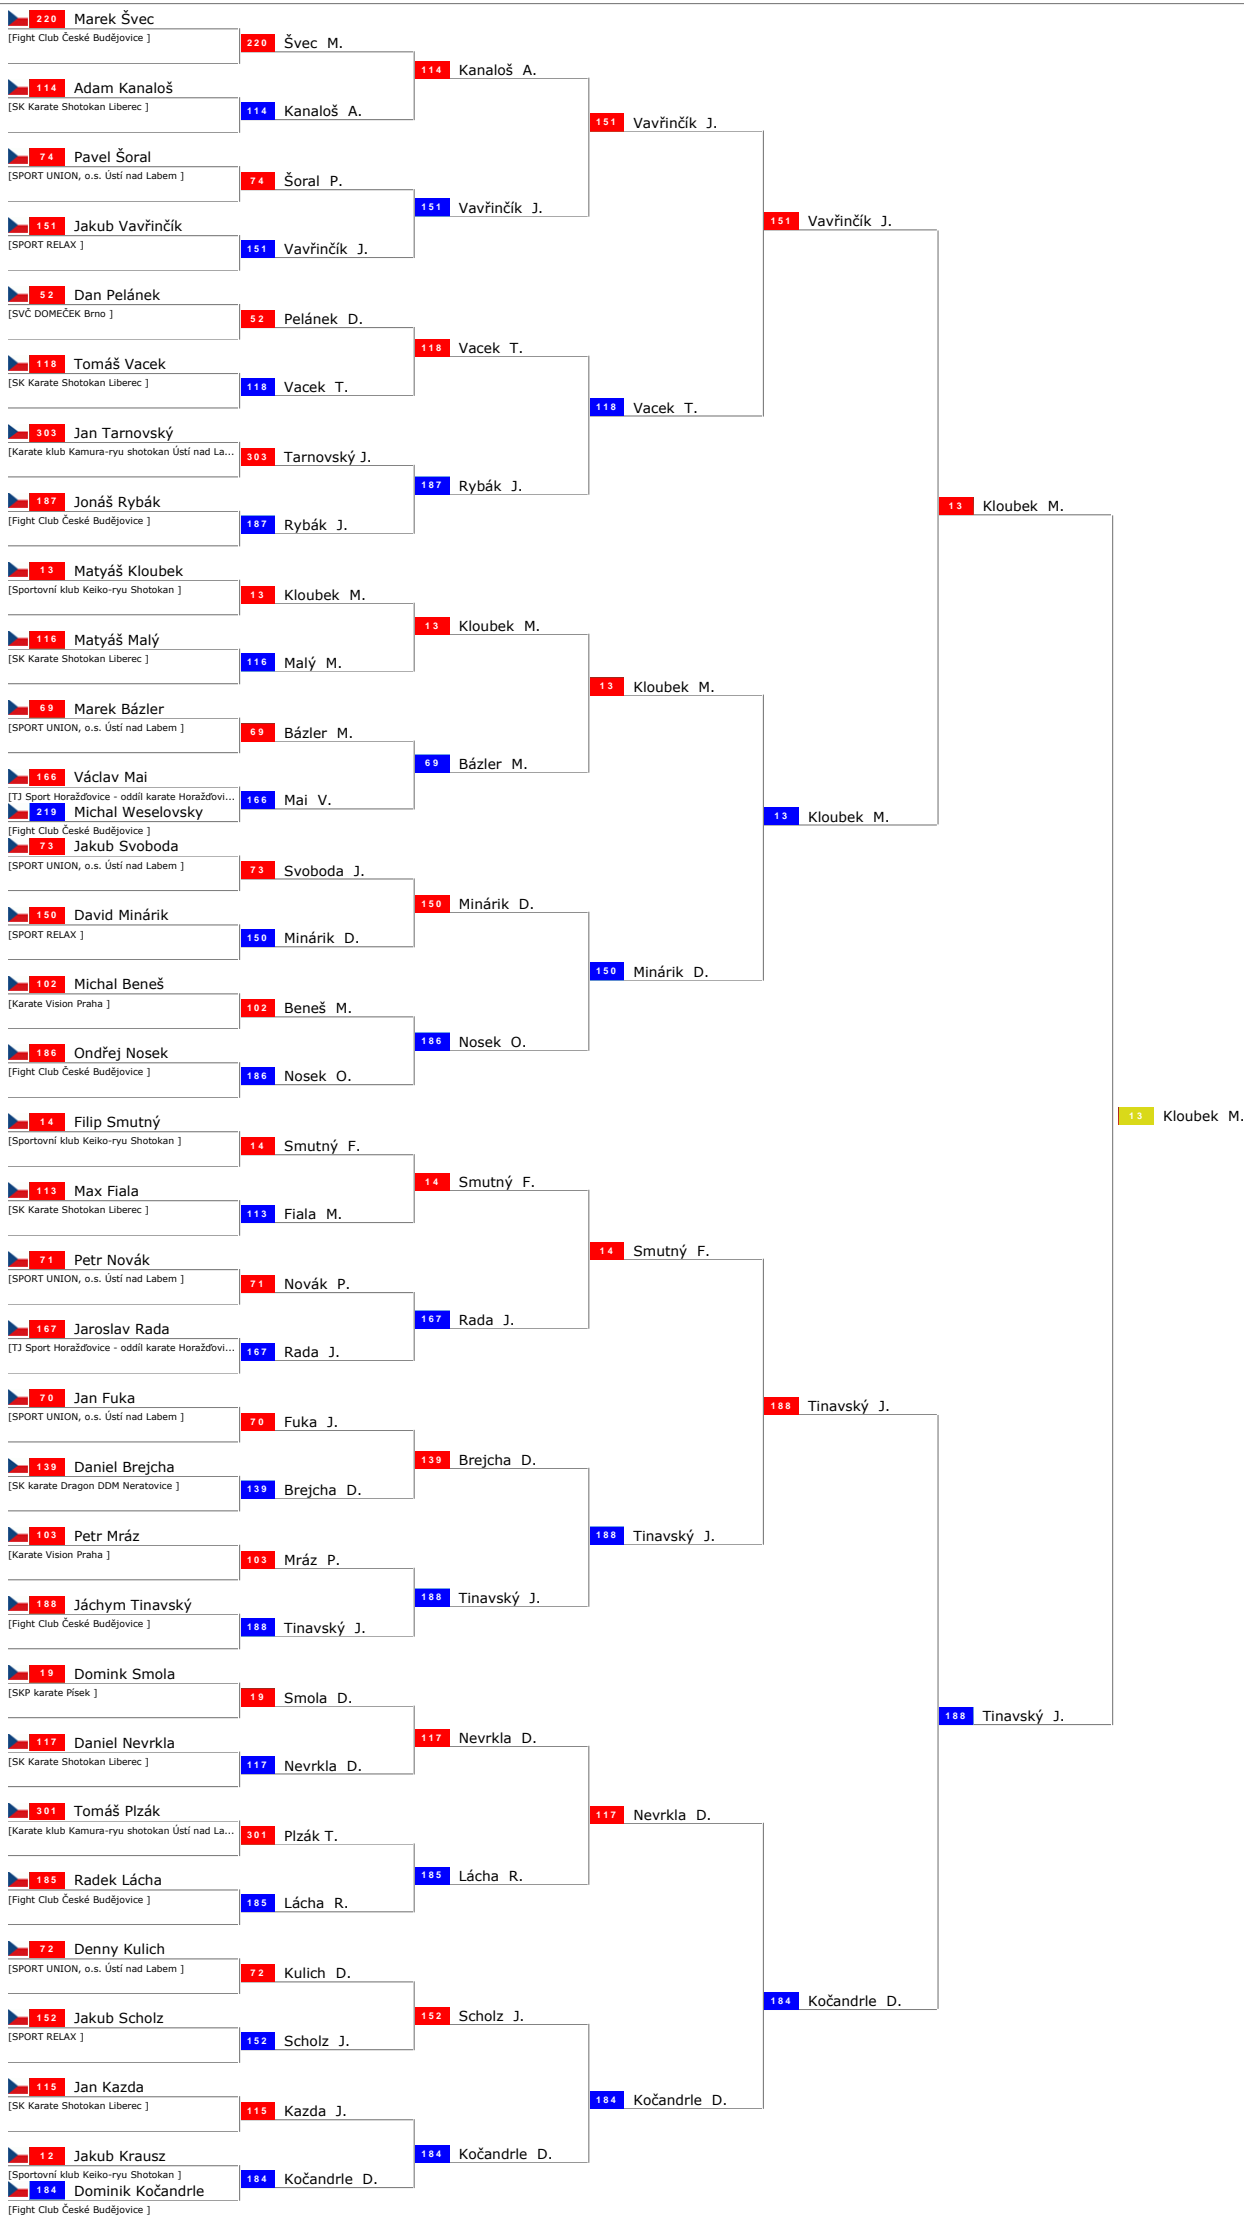 220 Marek Švec
[Fight Club České Budějovice ]
114 Adam Kanaloš
[SK Karate Shotokan Liberec ]
74 Pavel Šoral
[SPORT UNION, o.s. Ústí nad Labem ]
151 Jakub Vavřinčík
[SPORT RELAX ]
52 Dan Pelánek
[SVČ DOMEČEK Brno ]
118 Tomáš Vacek
[SK Karate Shotokan Liberec ]
303 Jan Tarnovský
[Karate klub Kamura-ryu shotokan Ústí nad La...
187 Jonáš Rybák
[Fight Club České Budějovice ]
13 Matyáš Kloubek
[Sportovní klub Keiko-ryu Shotokan ]
116 Matyáš Malý
[SK Karate Shotokan Liberec ]
69 Marek Bázler
[SPORT UNION, o.s. Ústí nad Labem ]
166 Václav Mai
[TJ Sport Horažďovice - oddíl karate Horažďovi...
219 Michal Weselovsky
[Fight Club České Budějovice ]
73 Jakub Svoboda
[SPORT UNION, o.s. Ústí nad Labem ]
150 David Minárik
[SPORT RELAX ]
102 Michal Beneš
[Karate Vision Praha ]
186 Ondřej Nosek
[Fight Club České Budějovice ]
14 Filip Smutný
[Sportovní klub Keiko-ryu Shotokan ]
113 Max Fiala
[SK Karate Shotokan Liberec ]
71 Petr Novák
[SPORT UNION, o.s. Ústí nad Labem ]
167 Jaroslav Rada
[TJ Sport Horažďovice - oddíl karate Horažďovi...
70 Jan Fuka
[SPORT UNION, o.s. Ústí nad Labem ]
139 Daniel Brejcha
[SK karate Dragon DDM Neratovice ]
103 Petr Mráz
[Karate Vision Praha ]
188 Jáchym Tinavský
[Fight Club České Budějovice ]
19 Domink Smola
[SKP karate Písek ]
117 Daniel Nevrkla
[SK Karate Shotokan Liberec ]
301 Tomáš Plzák
[Karate klub Kamura-ryu shotokan Ústí nad La...
185 Radek Lácha
[Fight Club České Budějovice ]
72 Denny Kulich
[SPORT UNION, o.s. Ústí nad Labem ]
152 Jakub Scholz
[SPORT RELAX ]
115 Jan Kazda
[SK Karate Shotokan Liberec ]
12 Jakub Krausz
[Sportovní klub Keiko-ryu Shotokan ]
184 Dominik Kočandrle
[Fight Club České Budějovice ]
220 Švec M.
114 Kanaloš A.
74 Šoral P.
151 Vavřinčík J.
52 Pelánek D.
118 Vacek T.
303 Tarnovský J.
187 Rybák J.
13 Kloubek M.
116 Malý M.
69 Bázler M.
166 Mai V.
73 Svoboda J.
150 Minárik D.
102 Beneš M.
186 Nosek O.
14 Smutný F.
113 Fiala M.
71 Novák P.
167 Rada J.
70 Fuka J.
139 Brejcha D.
103 Mráz P.
188 Tinavský J.
19 Smola D.
117 Nevrkla D.
301 Plzák T.
185 Lácha R.
72 Kulich D.
152 Scholz J.
115 Kazda J.
184 Kočandrle D.
114 Kanaloš A.
151 Vavřinčík J.
118 Vacek T.
187 Rybák J.
13 Kloubek M.
69 Bázler M.
150 Minárik D.
186 Nosek O.
14 Smutný F.
167 Rada J.
139 Brejcha D.
188 Tinavský J.
117 Nevrkla D.
185 Lácha R.
152 Scholz J.
184 Kočandrle D.
151 Vavřinčík J.
118 Vacek T.
13 Kloubek M.
150 Minárik D.
14 Smutný F.
188 Tinavský J.
117 Nevrkla D.
184 Kočandrle D.
151 Vavřinčík J.
13 Kloubek M.
188 Tinavský J.
184 Kočandrle D.
13 Kloubek M.
188 Tinavský J.
13 Kloubek M.